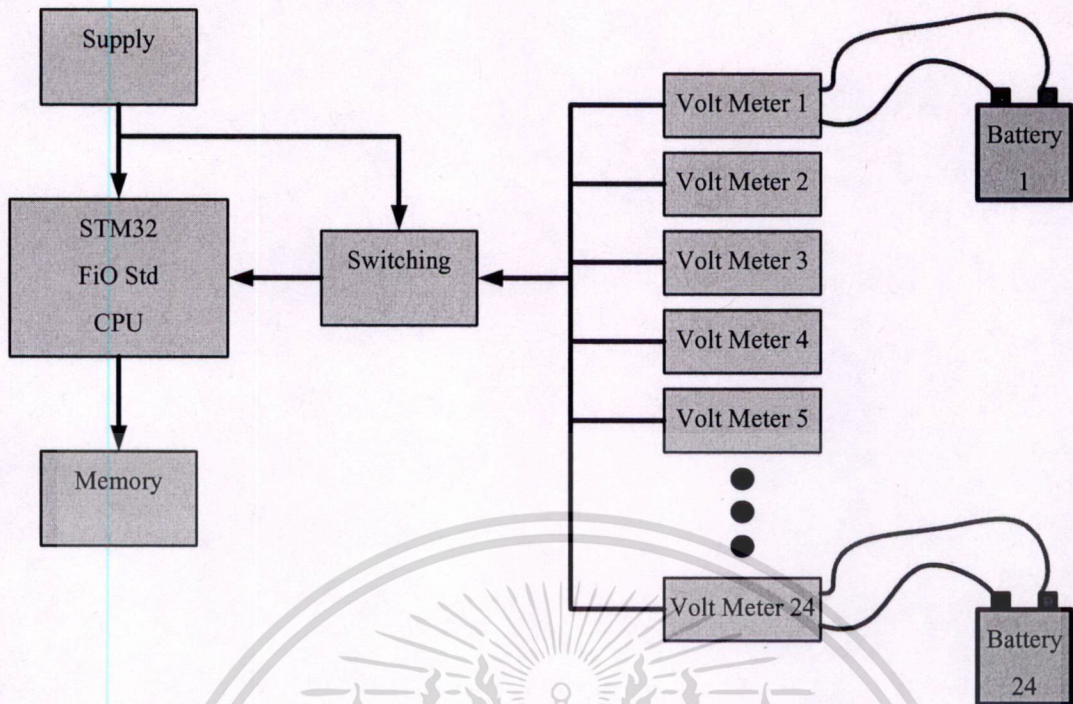 Supply
STM32
FiO Std
CPU
Memory
Switching
Volt Meter 1
Volt Meter 2
Volt Meter 3
Volt Meter 4
Volt Meter 5
Volt Meter 24
Battery
1
Battery
24